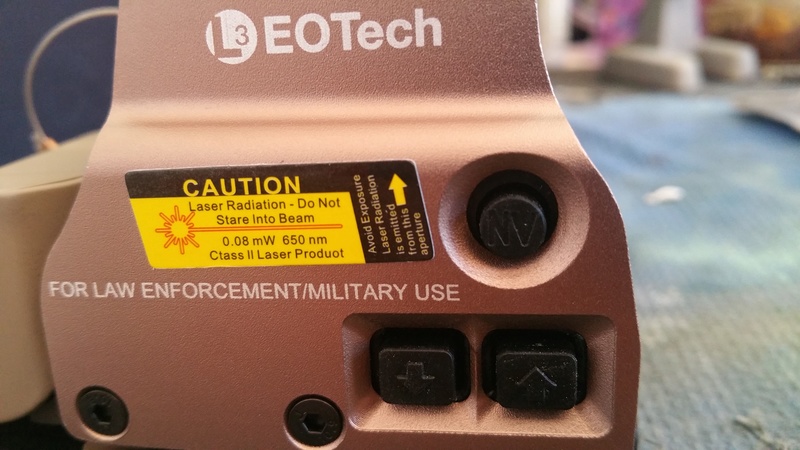 L3 EOTech
CAUTION
Laser Radiation - Do Not
Stare Into Beam
0.08 mW 650 nm
Ctass II Laser Produot
Avoid Exposure
Laser Radiation
is emitted
from this
aperture
NV
FOR LAW ENFORCEMENT/MILITARY USE